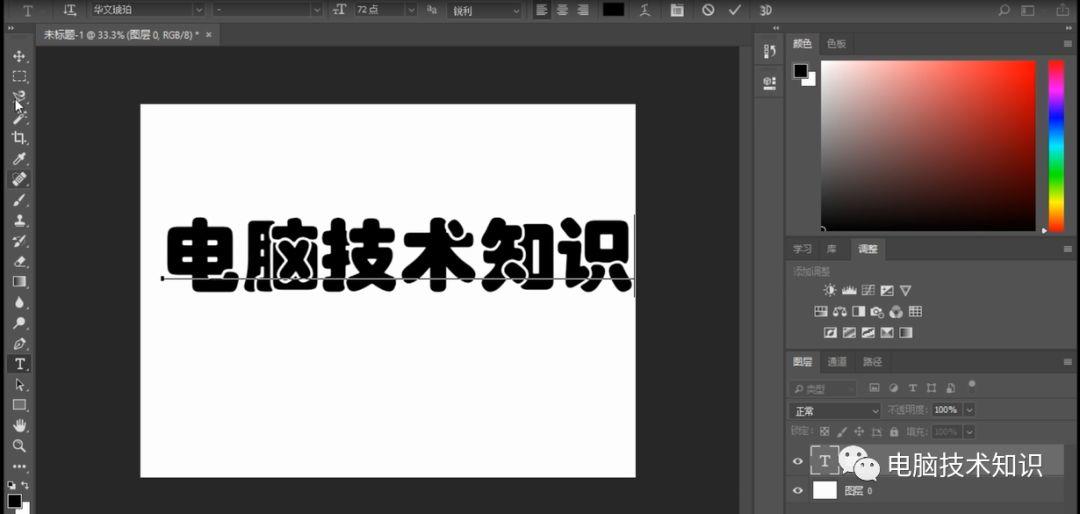 华文琥珀 - 72点 锐利 3D
未标题-1 @ 33.3% (图层 0, RGB/8) * ×
颜色 色板
电脑技术知识
学习 库 调整
添加调整
图层 通道 路径
类型
正常 不透明度: 100%
锁定: 填充: 100%
电脑技术知识
图层 0